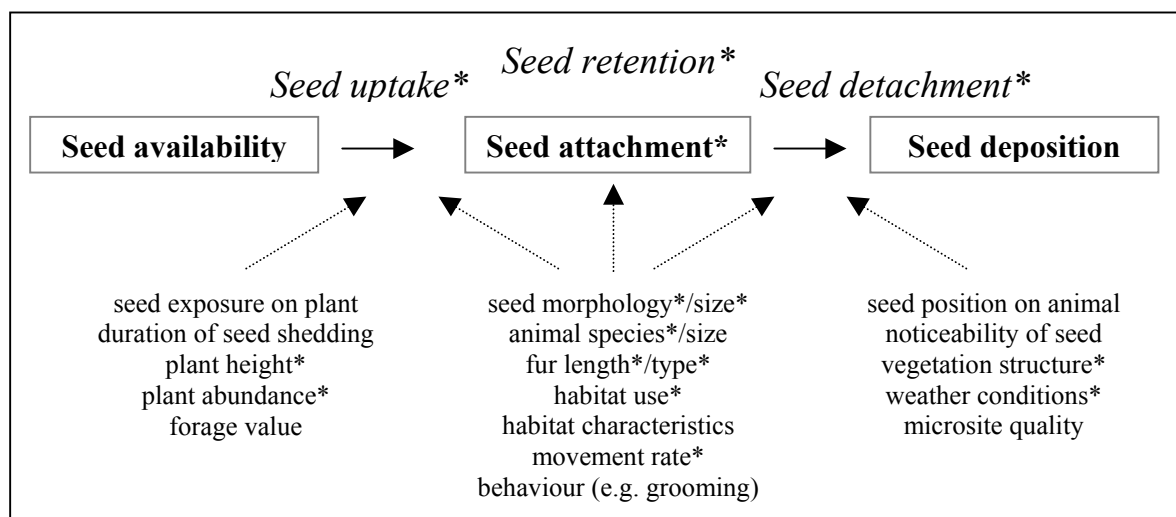 Seed retention*
Seed uptake*
Seed detachment*
Seed availability
Seed attachment*
Seed deposition
seed exposure on plant
duration of seed shedding
plant height*
plant abundance*
forage value
seed morphology*/size*
animal species*/size
fur length*/type*
habitat use*
habitat characteristics
movement rate*
behaviour (e.g. grooming)
seed position on animal
noticeability of seed
vegetation structure*
weather conditions*
microsite quality